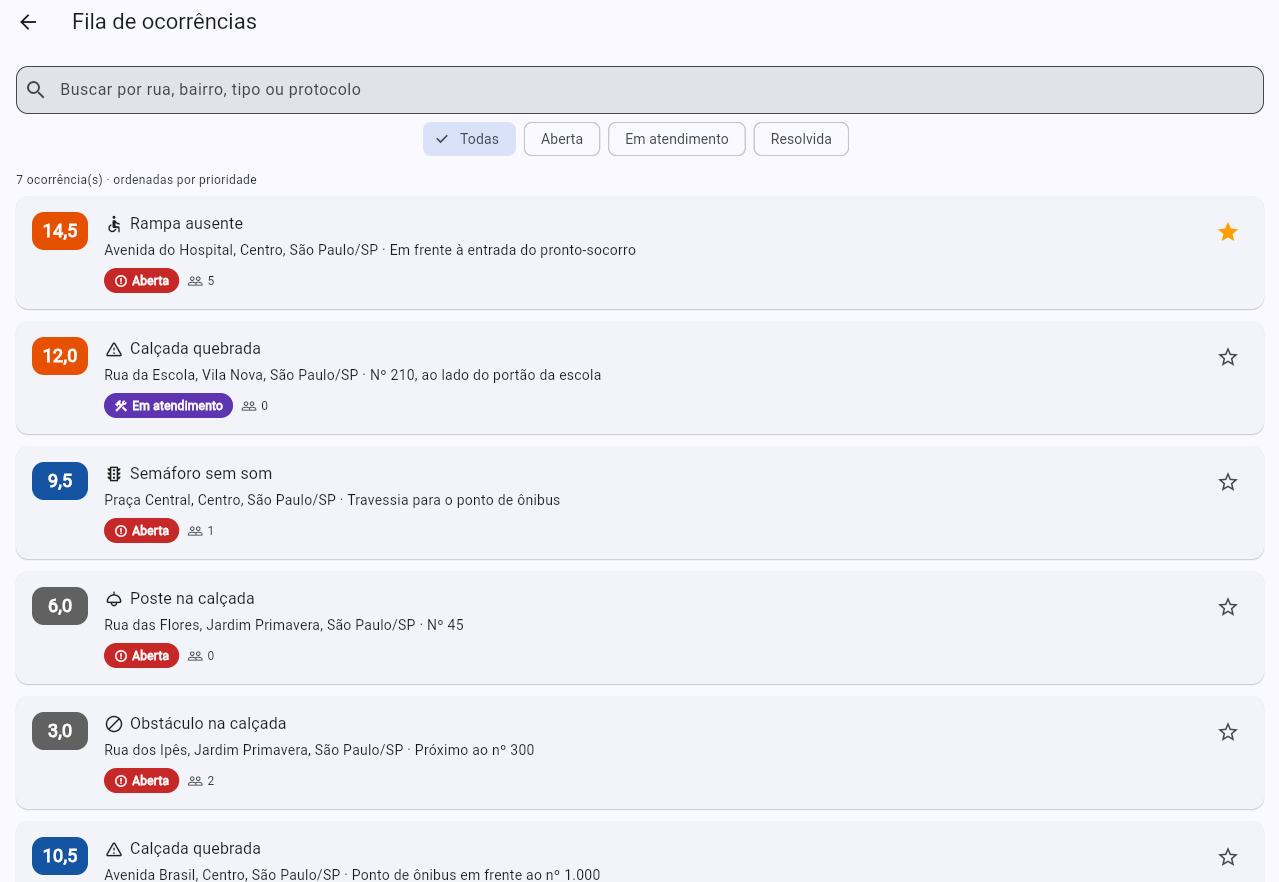 Fila de ocorrências
Buscar por rua, bairro, tipo ou protocolo
Todas Aberta Em atendimento Resolvida
7 ocorrência(s) · ordenadas por prioridade
14,5 Rampa ausente
Avenida do Hospital, Centro, São Paulo/SP · Em frente à entrada do pronto-socorro
Aberta 5
12,0 Calçada quebrada
Rua da Escola, Vila Nova, São Paulo/SP · Nº 210, ao lado do portão da escola
Em atendimento 0
9,5 Semáforo sem som
Praça Central, Centro, São Paulo/SP · Travessia para o ponto de ônibus
Aberta 1
6,0 Poste na calçada
Rua das Flores, Jardim Primavera, São Paulo/SP · Nº 45
Aberta 0
3,0 Obstáculo na calçada
Rua dos Ipês, Jardim Primavera, São Paulo/SP · Próximo ao nº 300
Aberta 2
10,5 Calçada quebrada
Avenida Brasil, Centro, São Paulo/SP · Ponto de ônibus em frente ao nº 1.000